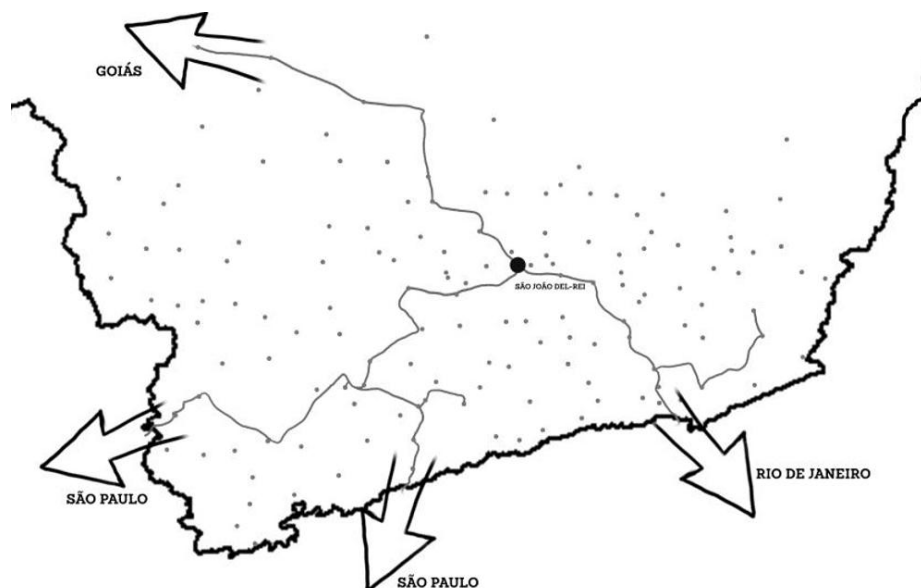 GOIÁS
SÃO JOÃO DEL-REI
RIO DE JANEIRO
SÃO PAULO
SÃO PAULO